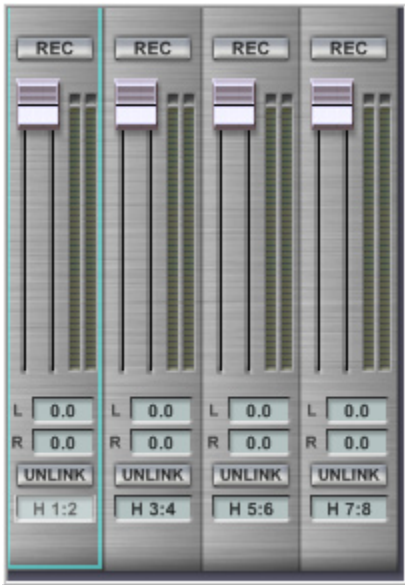 REC REC REC REC
L 0.0 L 0.0 L 0.0 L 0.0
R 0.0 R 0.0 R 0.0 R 0.0
UNLINK UNLINK UNLINK UNLINK
H 1:2 H 3:4 H 5:6 H 7:8